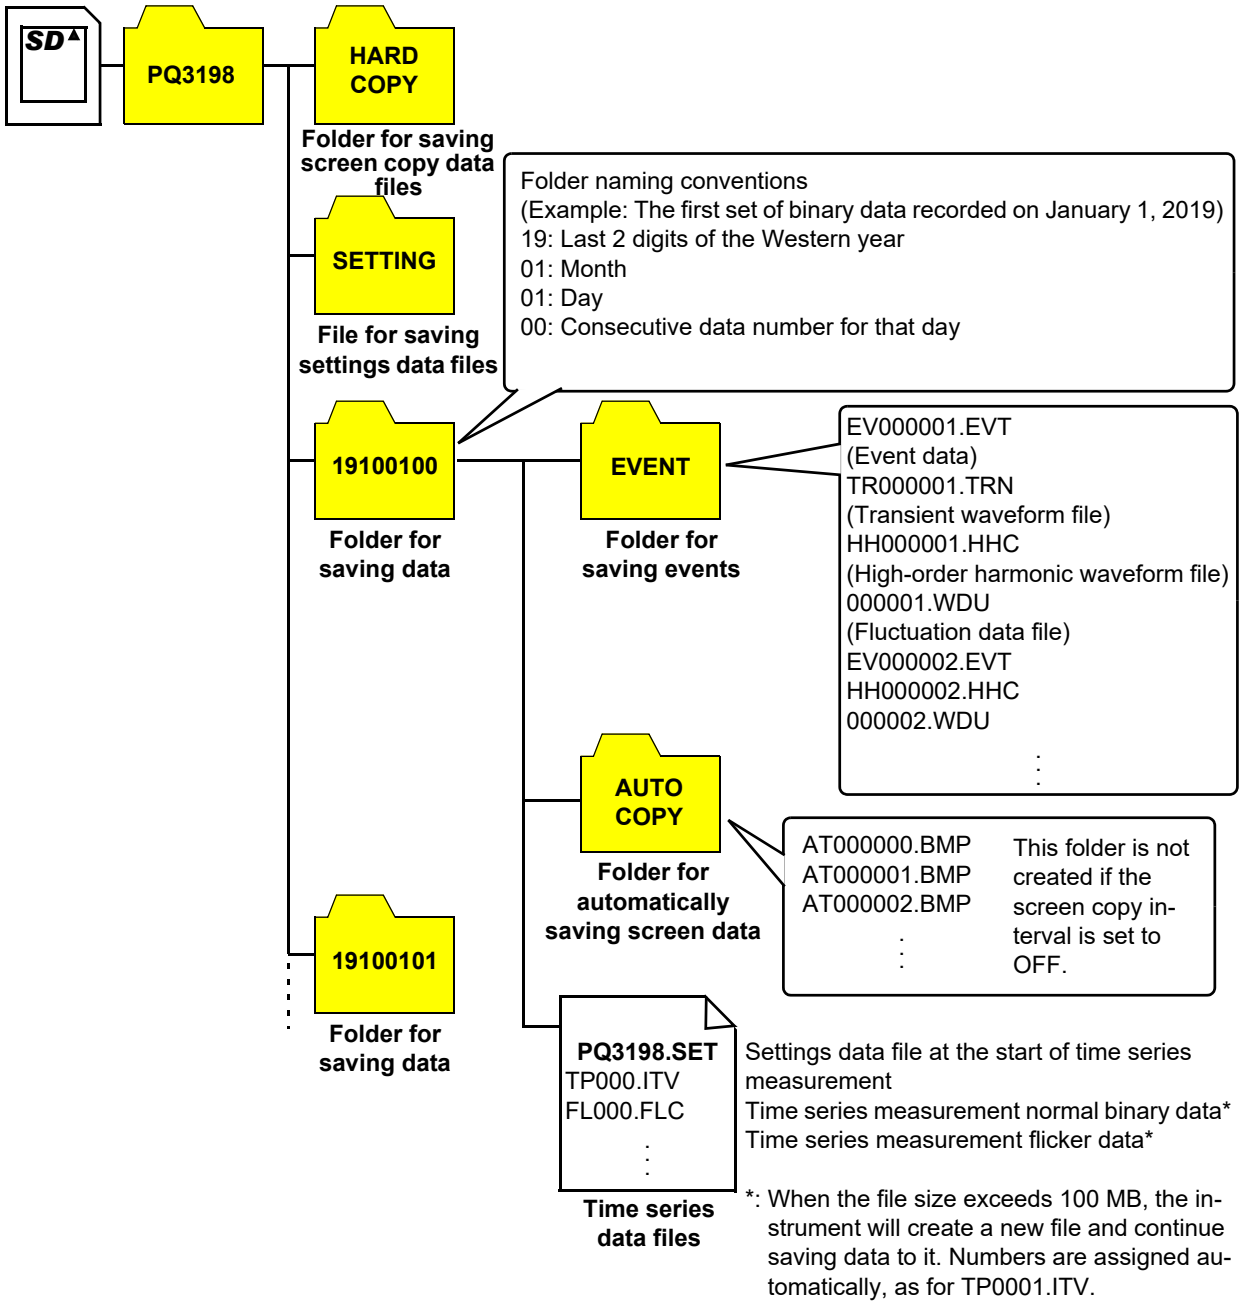 SD
PQ3198
HARD
COPY
Folder for saving
screen copy data
files
SETTING
File for saving
settings data files
Folder naming conventions
(Example: The first set of binary data recorded on January 1, 2019)
19: Last 2 digits of the Western year
01: Month
01: Day
00: Consecutive data number for that day
19100100
Folder for
saving data
EVENT
Folder for
saving events
EV000001.EVT
(Event data)
TR000001.TRN
(Transient waveform file)
HH000001.HHC
(High-order harmonic waveform file)
000001.WDU
(Fluctuation data file)
EV000002.EVT
HH000002.HHC
000002.WDU
AUTO
COPY
Folder for
automatically
saving screen data
AT000000.BMP
AT000001.BMP
AT000002.BMP
This folder is not
created if the
screen copy in-
terval is set to
OFF.
19100101
Folder for
saving data
PQ3198.SET
TP000.ITV
FL000.FLC
Time series
data files
Settings data file at the start of time series
measurement
Time series measurement normal binary data*
Time series measurement flicker data*
*: When the file size exceeds 100 MB, the in-
strument will create a new file and continue
saving data to it. Numbers are assigned au-
tomatically, as for TP0001.ITV.